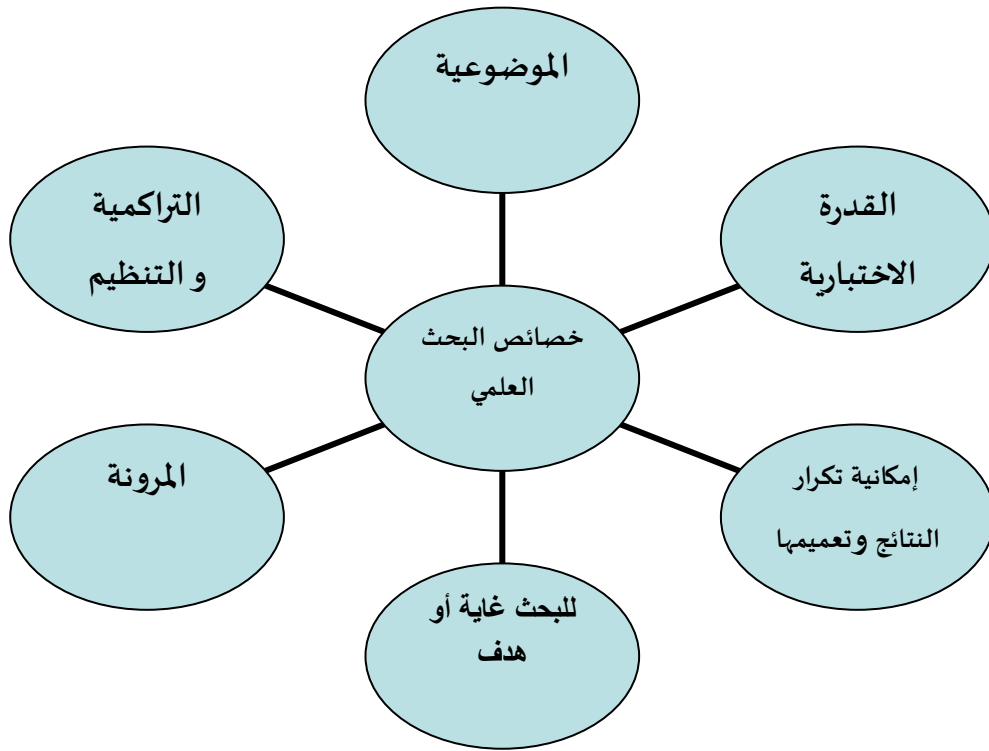 الموضوعية
القدرة
الاختبارية
التراكمية
و التنظيم
خصائص البحث
العلمي
إمكانية تكرار
النتائج وتعميمها
المرونة
للبحث غاية أو
هدف